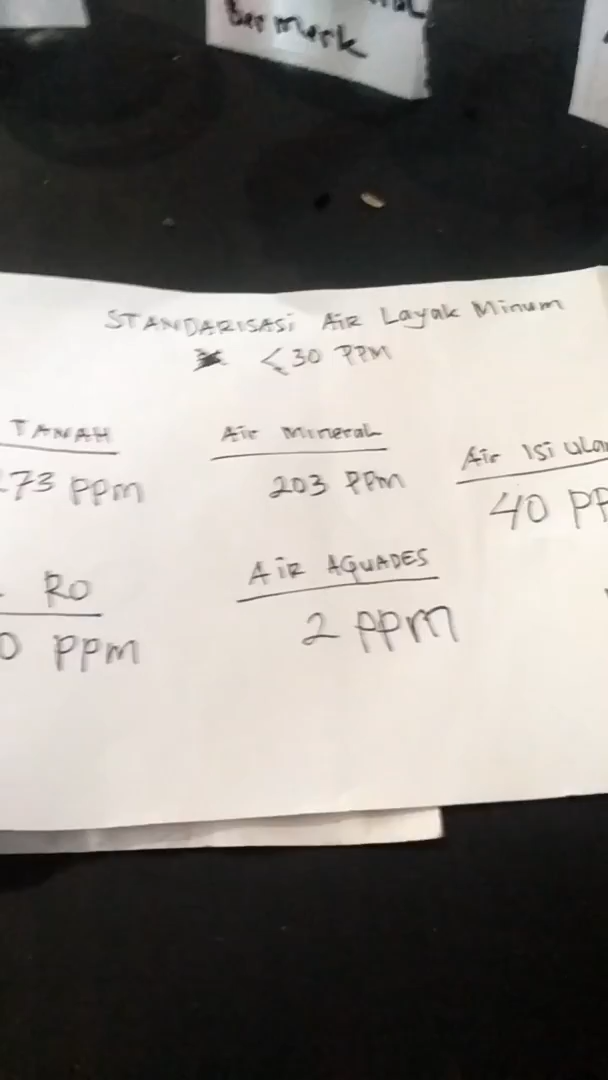 Bermerk
STANDARISASI AiR Layak Minum
<30 PPM
TANAH
273 ppm
Air Mineral
203 PPm
Air Isi
40
RO
PPm
AiR AQUADES
2 PPm